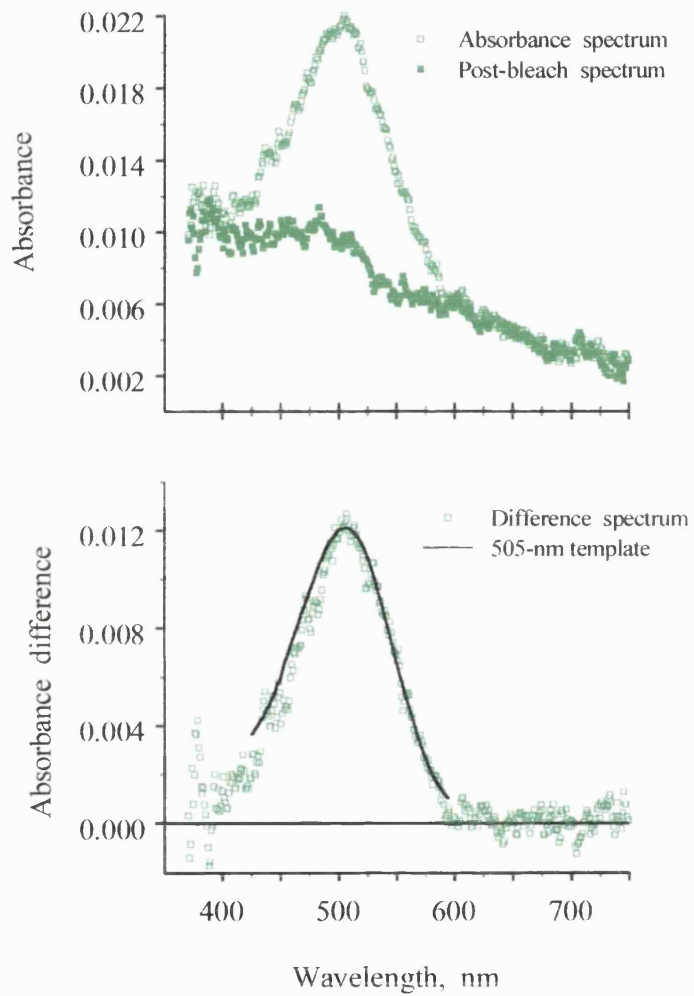 0.022
0.018
0.014
0.010
0.006
0.002
Absorbance
Absorbance spectrum
Post-bleach spectrum
0.012
0.008
0.004
0.000
Absorbance difference
Difference spectrum
505-nm template
400 500 600 700
Wavelength, nm